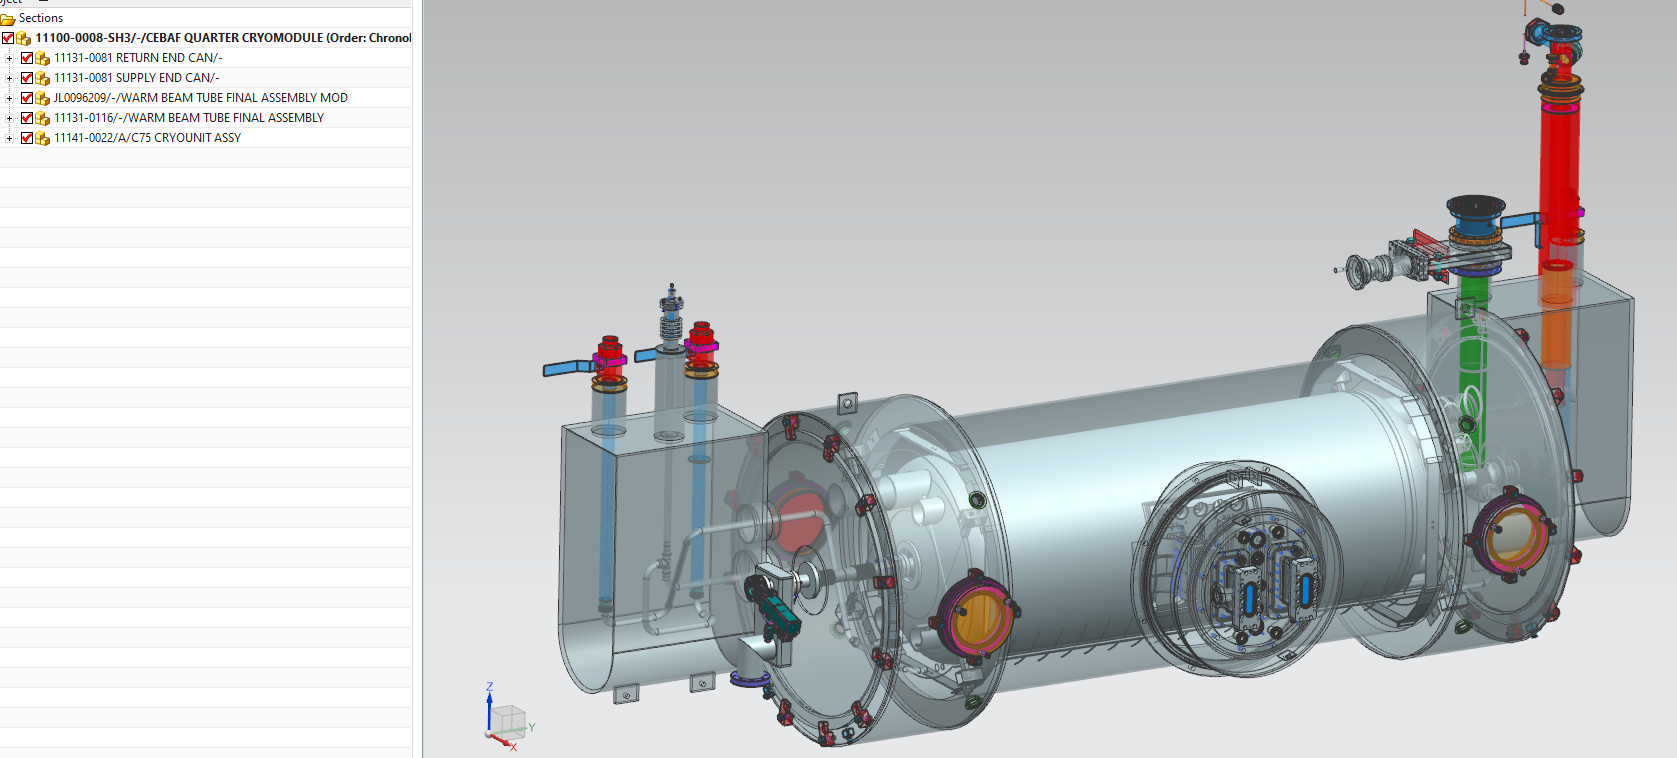 Sections
11100-0008-SH3/-/CEBAF QUARTER CRYOMODULE (Order: Chronol
11131-0081 RETURN END CAN/-
11131-0081 SUPPLY END CAN/-
JL0096209/-/WARM BEAM TUBE FINAL ASSEMBLY MOD
11131-0116/-/WARM BEAM TUBE FINAL ASSEMBLY
11141-0022/A/C75 CRYOUNIT ASSY
Z
Y
X